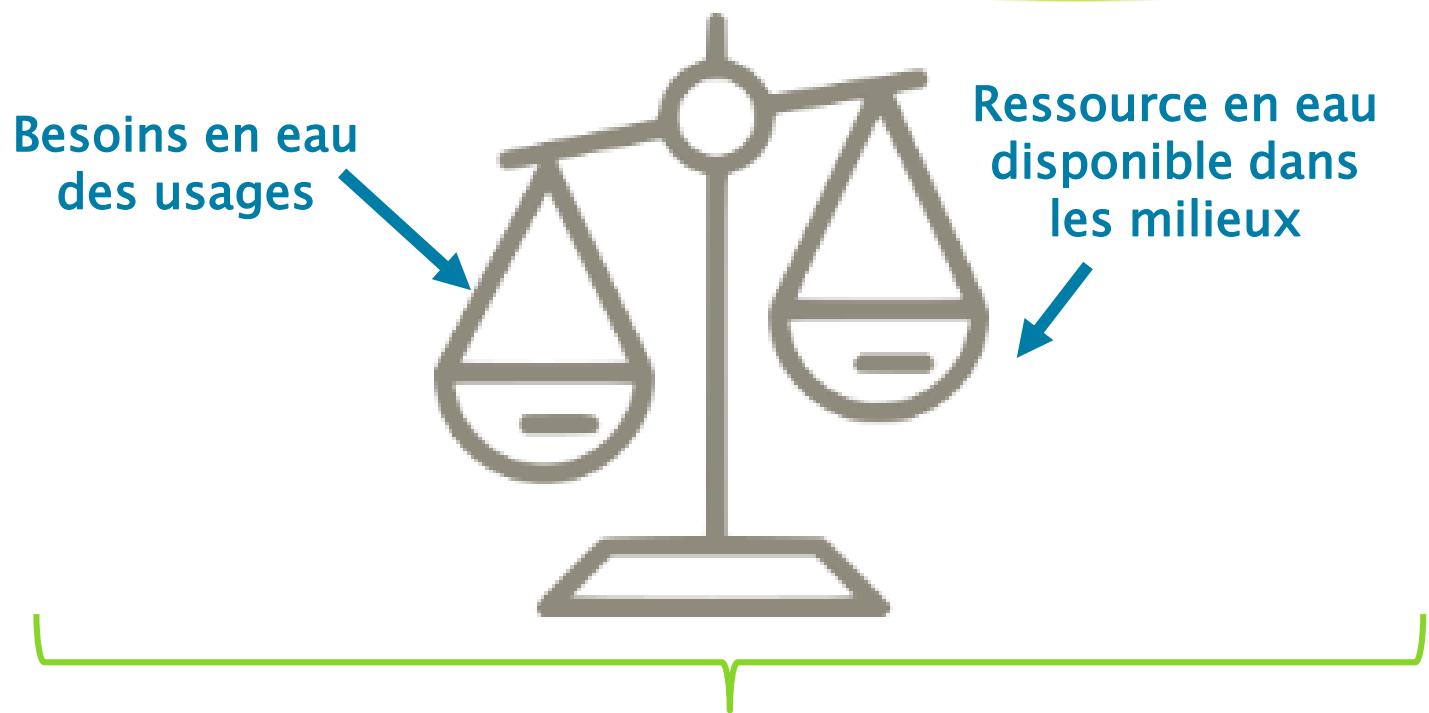 Besoins en eau
des usages
Ressource en eau
disponible dans
les milieux